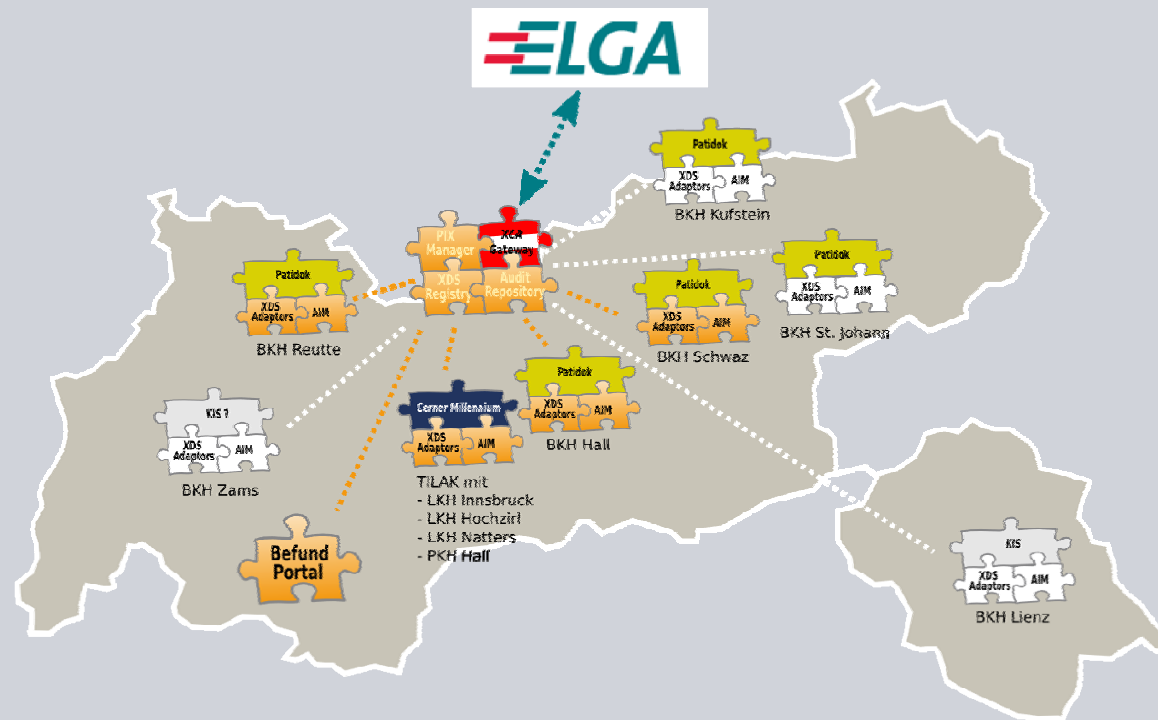 ELGA
Patidok
XDS
Adaptors
AIM
BKH Kufstein
PIX
Manager
XCA
Gateway
XDS
Registry
Audit
Repository
Patidok
XDS
Adaptors
AIM
BKH Reutte
Patidok
XDS
Adaptors
AIM
BKH Schwaz
Patidok
XDS
Adaptors
AIM
BKH St. Johann
KIS ?
XDS
Adaptors
AIM
BKH Zams
Cerner Millennium
XDS
Adaptors
AIM
TILAK mit
- LKH Innsbruck
- LKH Hochzirl
- LKH Natters
- PKH Hall
Patidok
XDS
Adaptors
AIM
BKH Hall
Befund
Portal
KIS
XDS
Adaptors
AIM
BKH Lienz